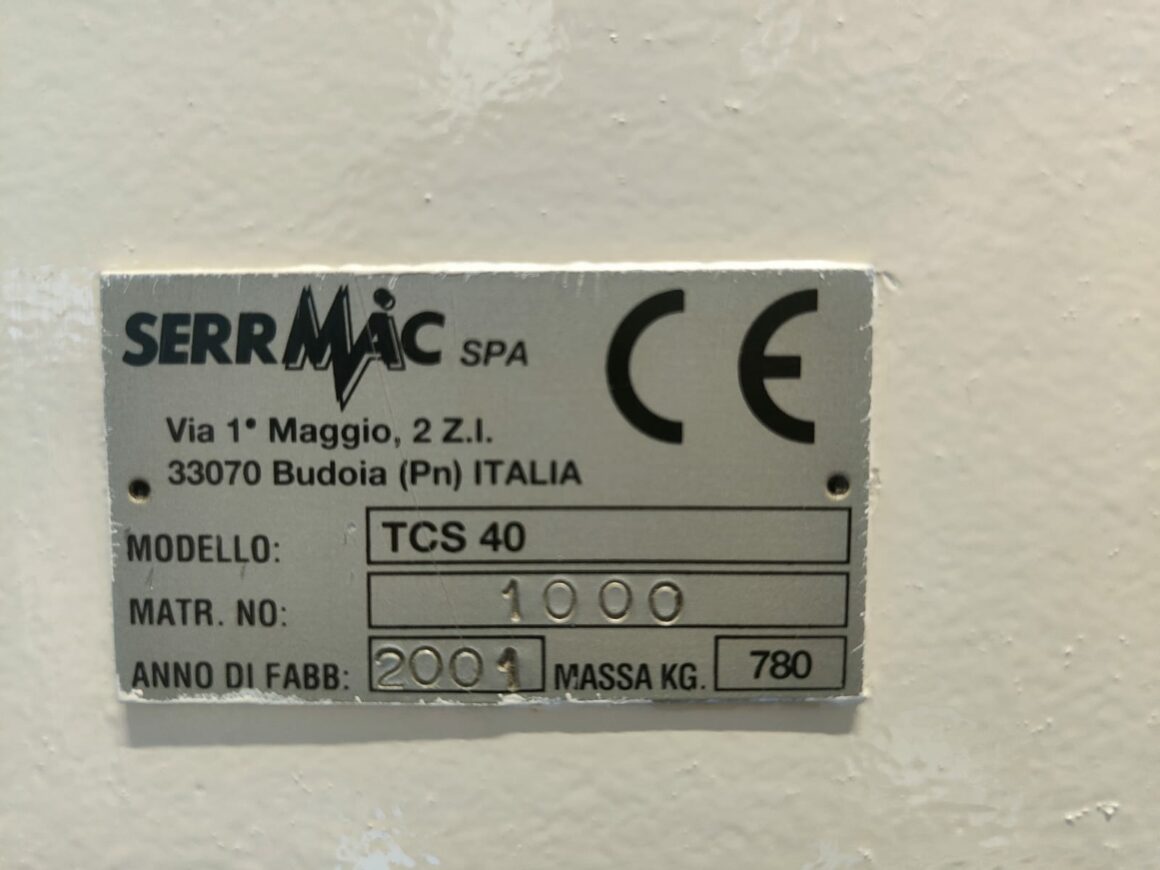 SERRMAC SPA
CE
Via 1° Maggio, 2 Z.I.
33070 Budoia (Pn) ITALIA
MODELLO: TCS 40
MATR. NO: 1000
ANNO DI FABB: 2001 MASSA KG. 780